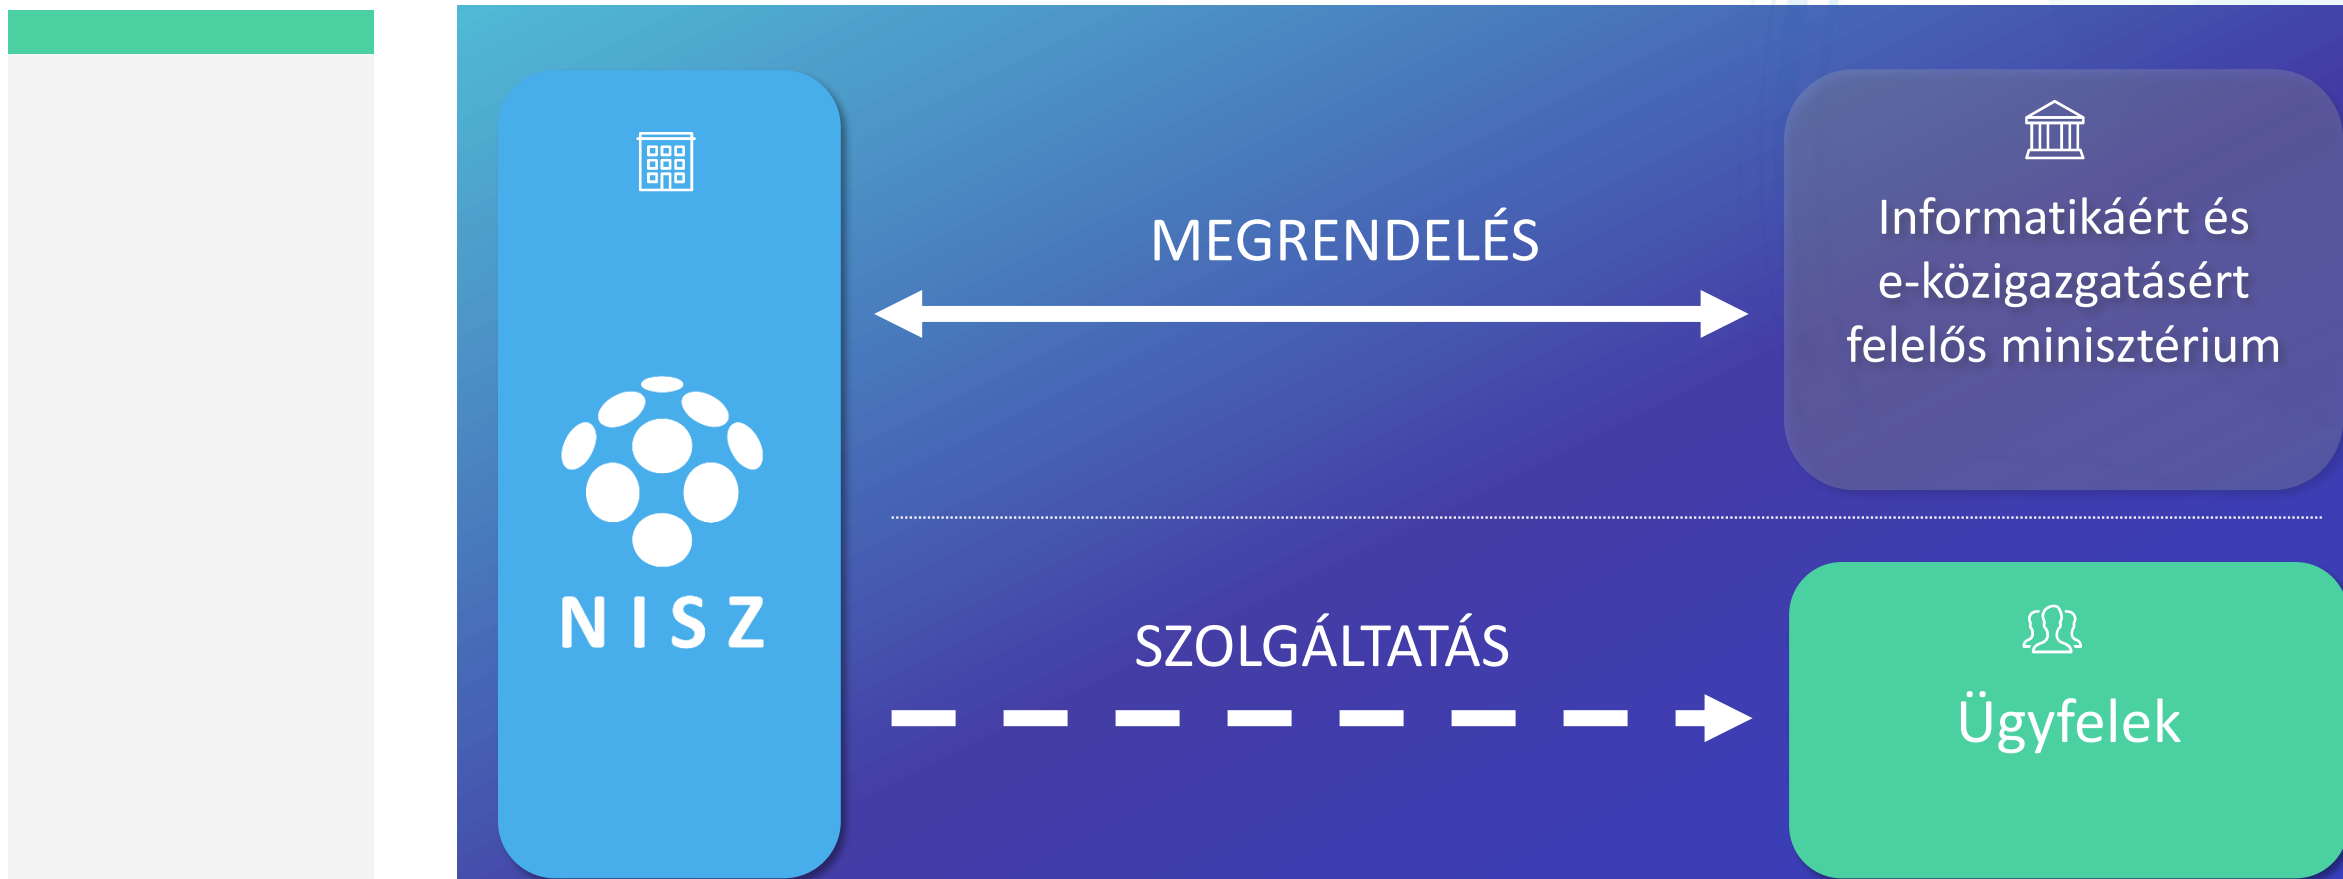 NISZ
MEGRENDELÉS
Informatikáért és
e-közigazgatásért
felelős minisztérium
SZOLGÁLTATÁS
Ügyfelek